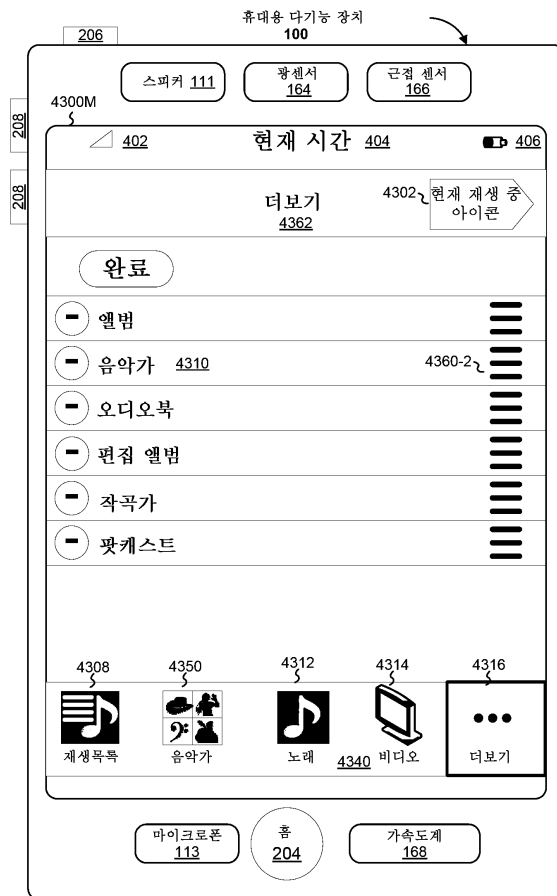 휴대용 다기능 장치
100
206
스피커 111
광센서
164
근접 센서
166
4300M
208
208
402
현재 시간 404
406
더보기
4362
4302
현재 재생 중
아이콘
완료
앨범
음악가 4310
4360-2
오디오북
편집 앨범
작곡가
팟캐스트
4308
4350
4312
4314
4316
재생목록
음악가
노래
4340
비디오
더보기
마이크로폰
113
홈
204
가속도계
168